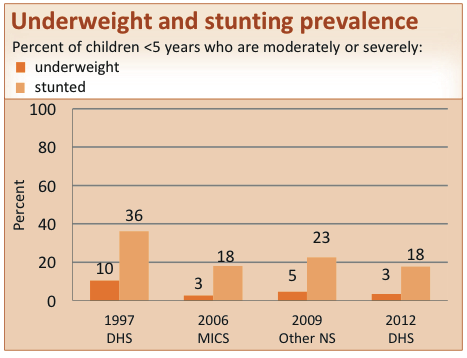 Underweight and stunting prevalence
Percent of children <5 years who are moderately or severely:
underweight
stunted
100
80
60
40
20
0
Percent
10
36
3
18
5
23
3
18
1997
DHS
2006
MICS
2009
Other NS
2012
DHS